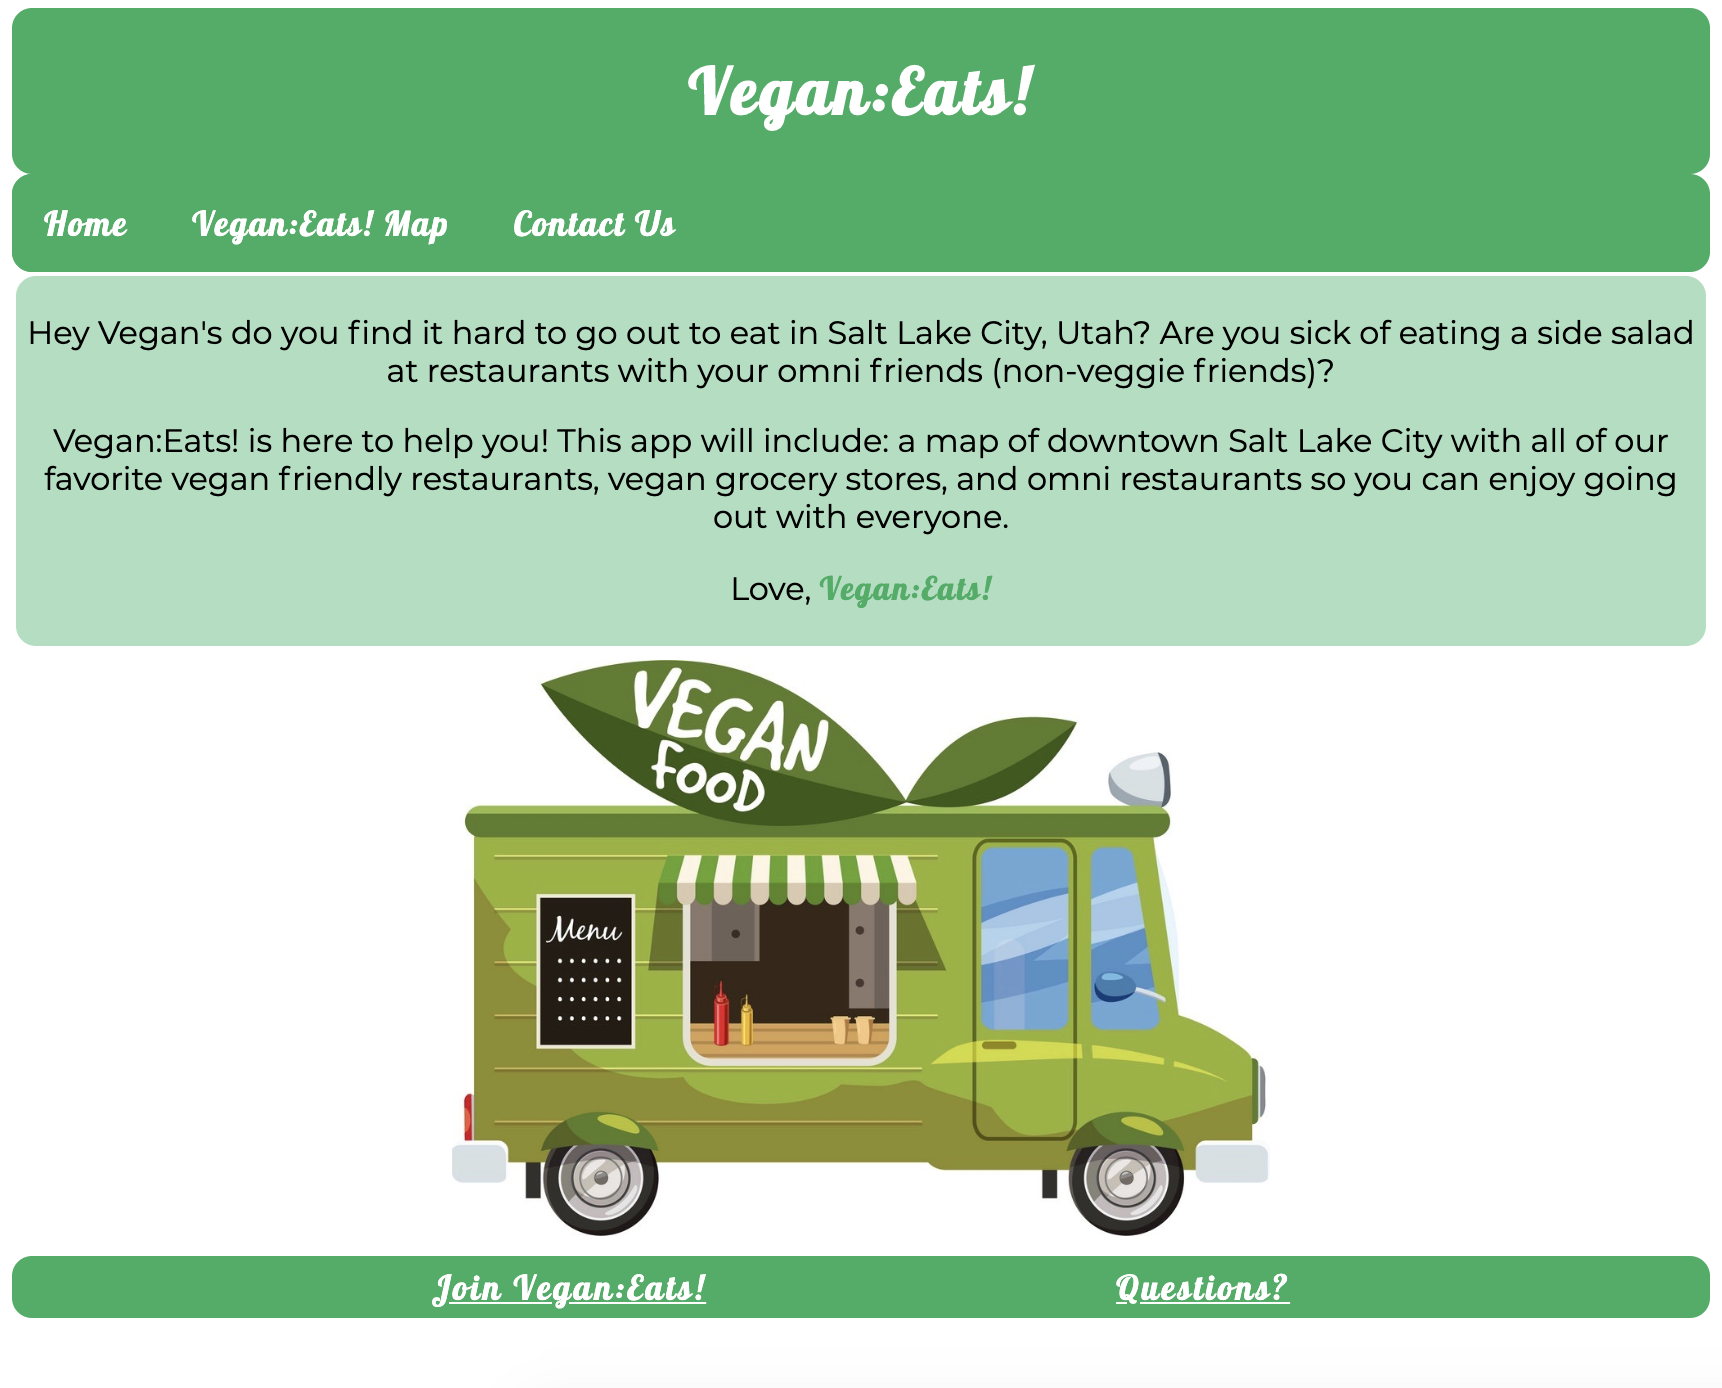 Vegan:Eats!
Home Vegan:Eats! Map Contact Us
Hey Vegan's do you find it hard to go out to eat in Salt Lake City, Utah? Are you sick of eating a side salad
at restaurants with your omni friends (non-veggie friends)?
Vegan:Eats! is here to help you! This app will include: a map of downtown Salt Lake City with all of our
favorite vegan friendly restaurants, vegan grocery stores, and omni restaurants so you can enjoy going
out with everyone.
Love, Vegan:Eats!
VEGAN
FOOD
Menu
Join Vegan:Eats! Questions?